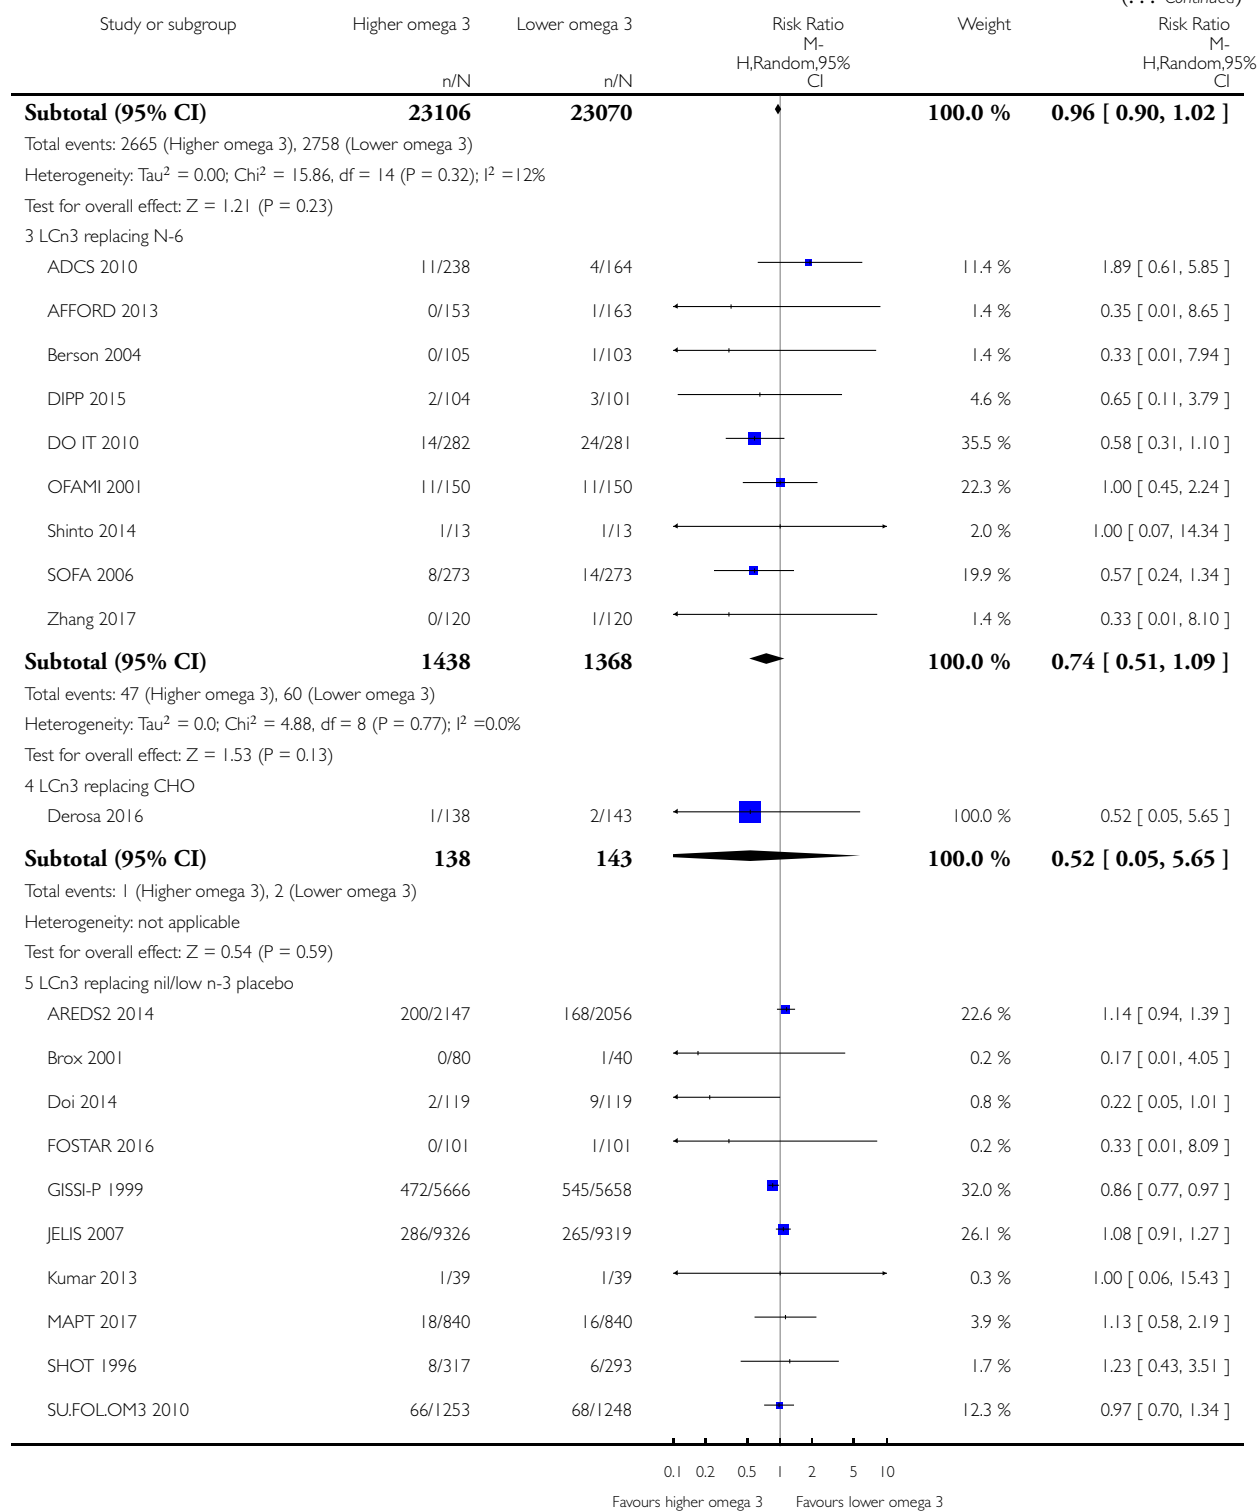 (. . . Continued)
Study or subgroup Higher omega 3 Lower omega 3 Risk Ratio Weight Risk Ratio
M- M-
H,Random,95% H,Random,95%
n/N n/N CI CI
Subtotal (95% CI) 23106 23070 100.0 % 0.96 [ 0.90, 1.02 ]
Total events: 2665 (Higher omega 3), 2758 (Lower omega 3)
Heterogeneity: Tau² = 0.00; Chi² = 15.86, df = 14 (P = 0.32); I² =12%
Test for overall effect: Z = 1.21 (P = 0.23)
3 LCn3 replacing N-6
ADCS 2010 11/238 4/164 11.4 % 1.89 [ 0.61, 5.85 ]
AFFORD 2013 0/153 1/163 1.4 % 0.35 [ 0.01, 8.65 ]
Berson 2004 0/105 1/103 1.4 % 0.33 [ 0.01, 7.94 ]
DIPP 2015 2/104 3/101 4.6 % 0.65 [ 0.11, 3.79 ]
DO IT 2010 14/282 24/281 35.5 % 0.58 [ 0.31, 1.10 ]
OFAMI 2001 11/150 11/150 22.3 % 1.00 [ 0.45, 2.24 ]
Shinto 2014 1/13 1/13 2.0 % 1.00 [ 0.07, 14.34 ]
SOFA 2006 8/273 14/273 19.9 % 0.57 [ 0.24, 1.34 ]
Zhang 2017 0/120 1/120 1.4 % 0.33 [ 0.01, 8.10 ]
Subtotal (95% CI) 1438 1368 100.0 % 0.74 [ 0.51, 1.09 ]
Total events: 47 (Higher omega 3), 60 (Lower omega 3)
Heterogeneity: Tau² = 0.0; Chi² = 4.88, df = 8 (P = 0.77); I² =0.0%
Test for overall effect: Z = 1.53 (P = 0.13)
4 LCn3 replacing CHO
Derosa 2016 1/138 2/143 100.0 % 0.52 [ 0.05, 5.65 ]
Subtotal (95% CI) 138 143 100.0 % 0.52 [ 0.05, 5.65 ]
Total events: 1 (Higher omega 3), 2 (Lower omega 3)
Heterogeneity: not applicable
Test for overall effect: Z = 0.54 (P = 0.59)
5 LCn3 replacing nil/low n-3 placebo
AREDS2 2014 200/2147 168/2056 22.6 % 1.14 [ 0.94, 1.39 ]
Brox 2001 0/80 1/40 0.2 % 0.17 [ 0.01, 4.05 ]
Doi 2014 2/119 9/119 0.8 % 0.22 [ 0.05, 1.01 ]
FOSTAR 2016 0/101 1/101 0.2 % 0.33 [ 0.01, 8.09 ]
GISSI-P 1999 472/5666 545/5658 32.0 % 0.86 [ 0.77, 0.97 ]
JELIS 2007 286/9326 265/9319 26.1 % 1.08 [ 0.91, 1.27 ]
Kumar 2013 1/39 1/39 0.3 % 1.00 [ 0.06, 15.43 ]
MAPT 2017 18/840 16/840 3.9 % 1.13 [ 0.58, 2.19 ]
SHOT 1996 8/317 6/293 1.7 % 1.23 [ 0.43, 3.51 ]
SU.FOL.OM3 2010 66/1253 68/1248 12.3 % 0.97 [ 0.70, 1.34 ]
0.1 0.2 0.5 1 2 5 10
Favours higher omega 3 Favours lower omega 3